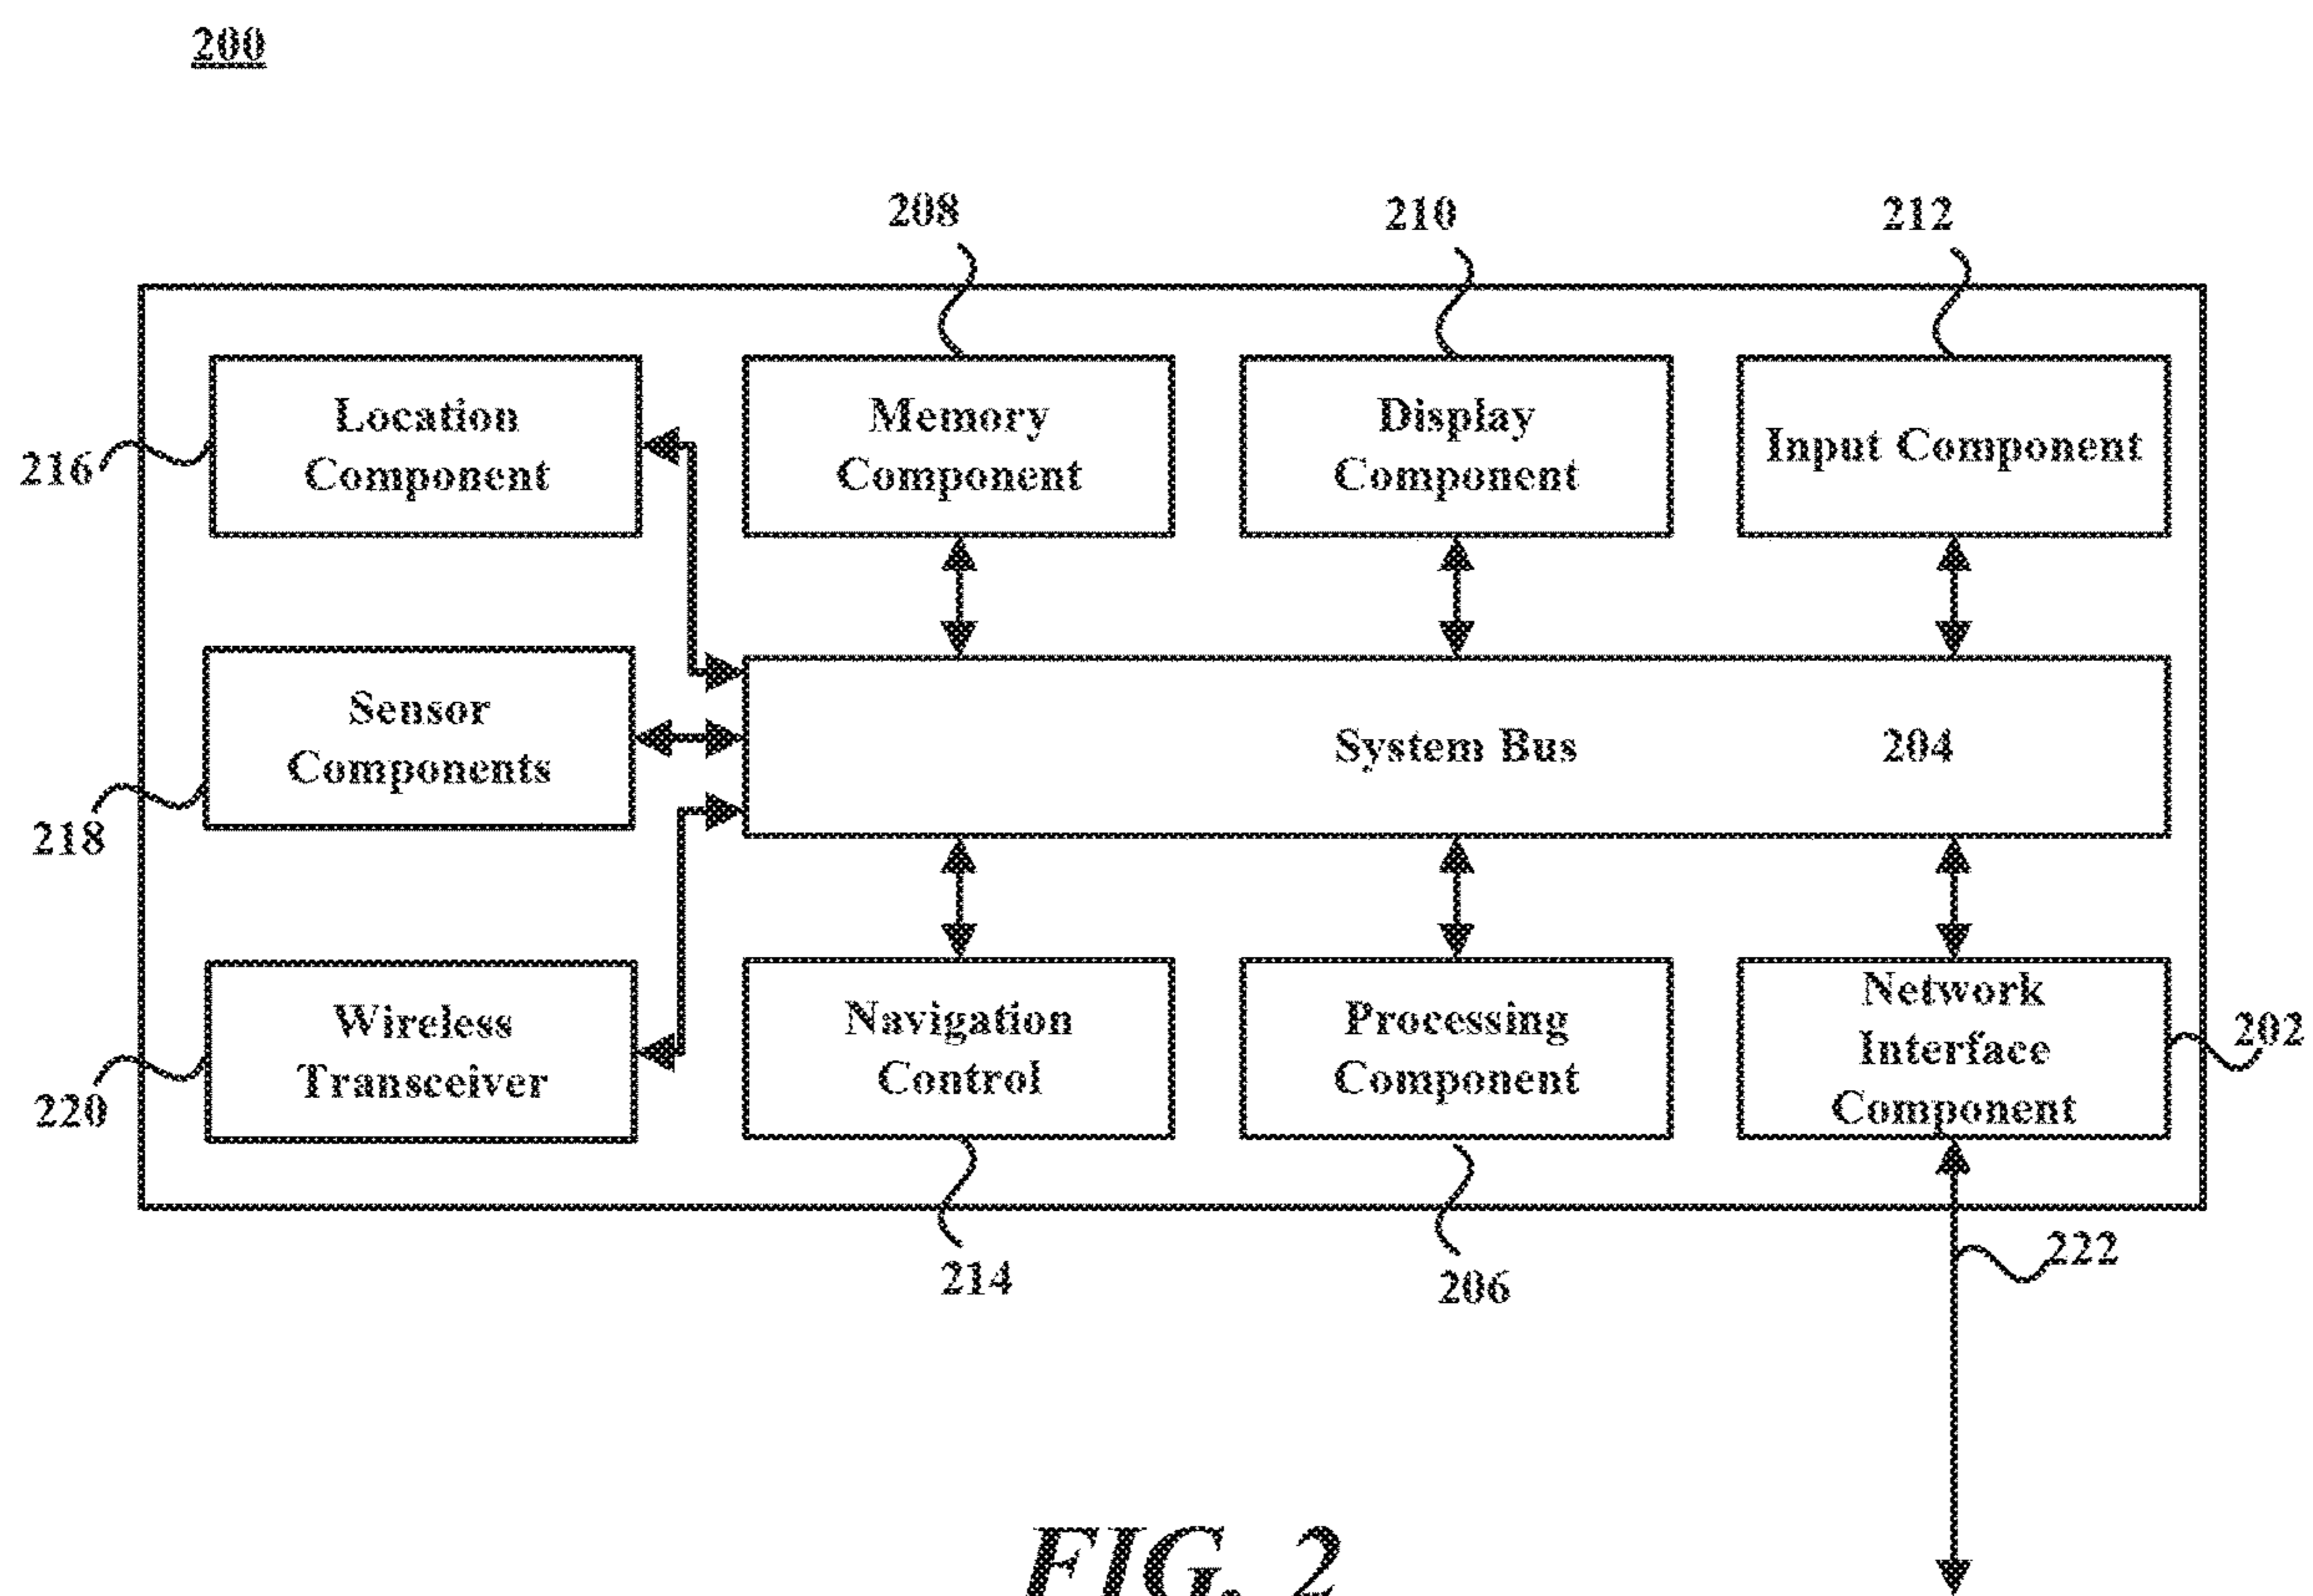 200
208
210
212
Location
Component
Memory
Component
Display
Component
Input Component
216
Sensor
Components
System Bus
204
218
Wireless
Transceiver
Navigation
Control
Processing
Component
Network
Interface
Component
202
220
214
206
222
FIG. 2